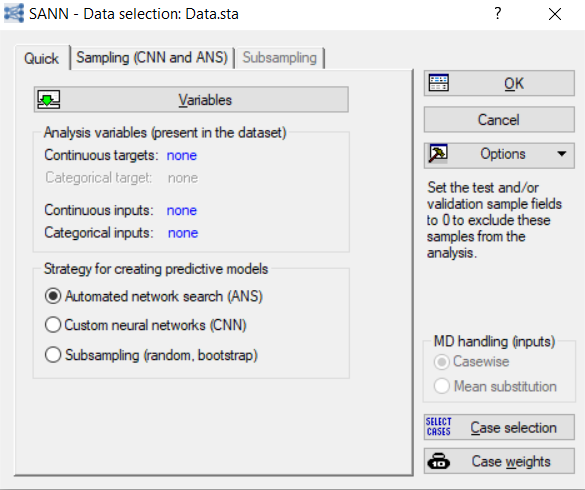 SANN - Data selection: Data.sta
?
Quick
Sampling (CNN and ANS)
Subsampling
Variables
Analysis variables (present in the dataset)
Continuous targets: none
Categorical target: none
Continuous inputs: none
Categorical inputs: none
Strategy for creating predictive models
Automated network search (ANS)
Custom neural networks (CNN)
Subsampling (random, bootstrap)
OK
Cancel
Options
Set the test and/or
validation sample fields
to 0 to exclude these
samples from the
analysis.
MD handling (inputs)
Casewise
Mean substitution
SELECT
CASES
Case selection
10
Case weights